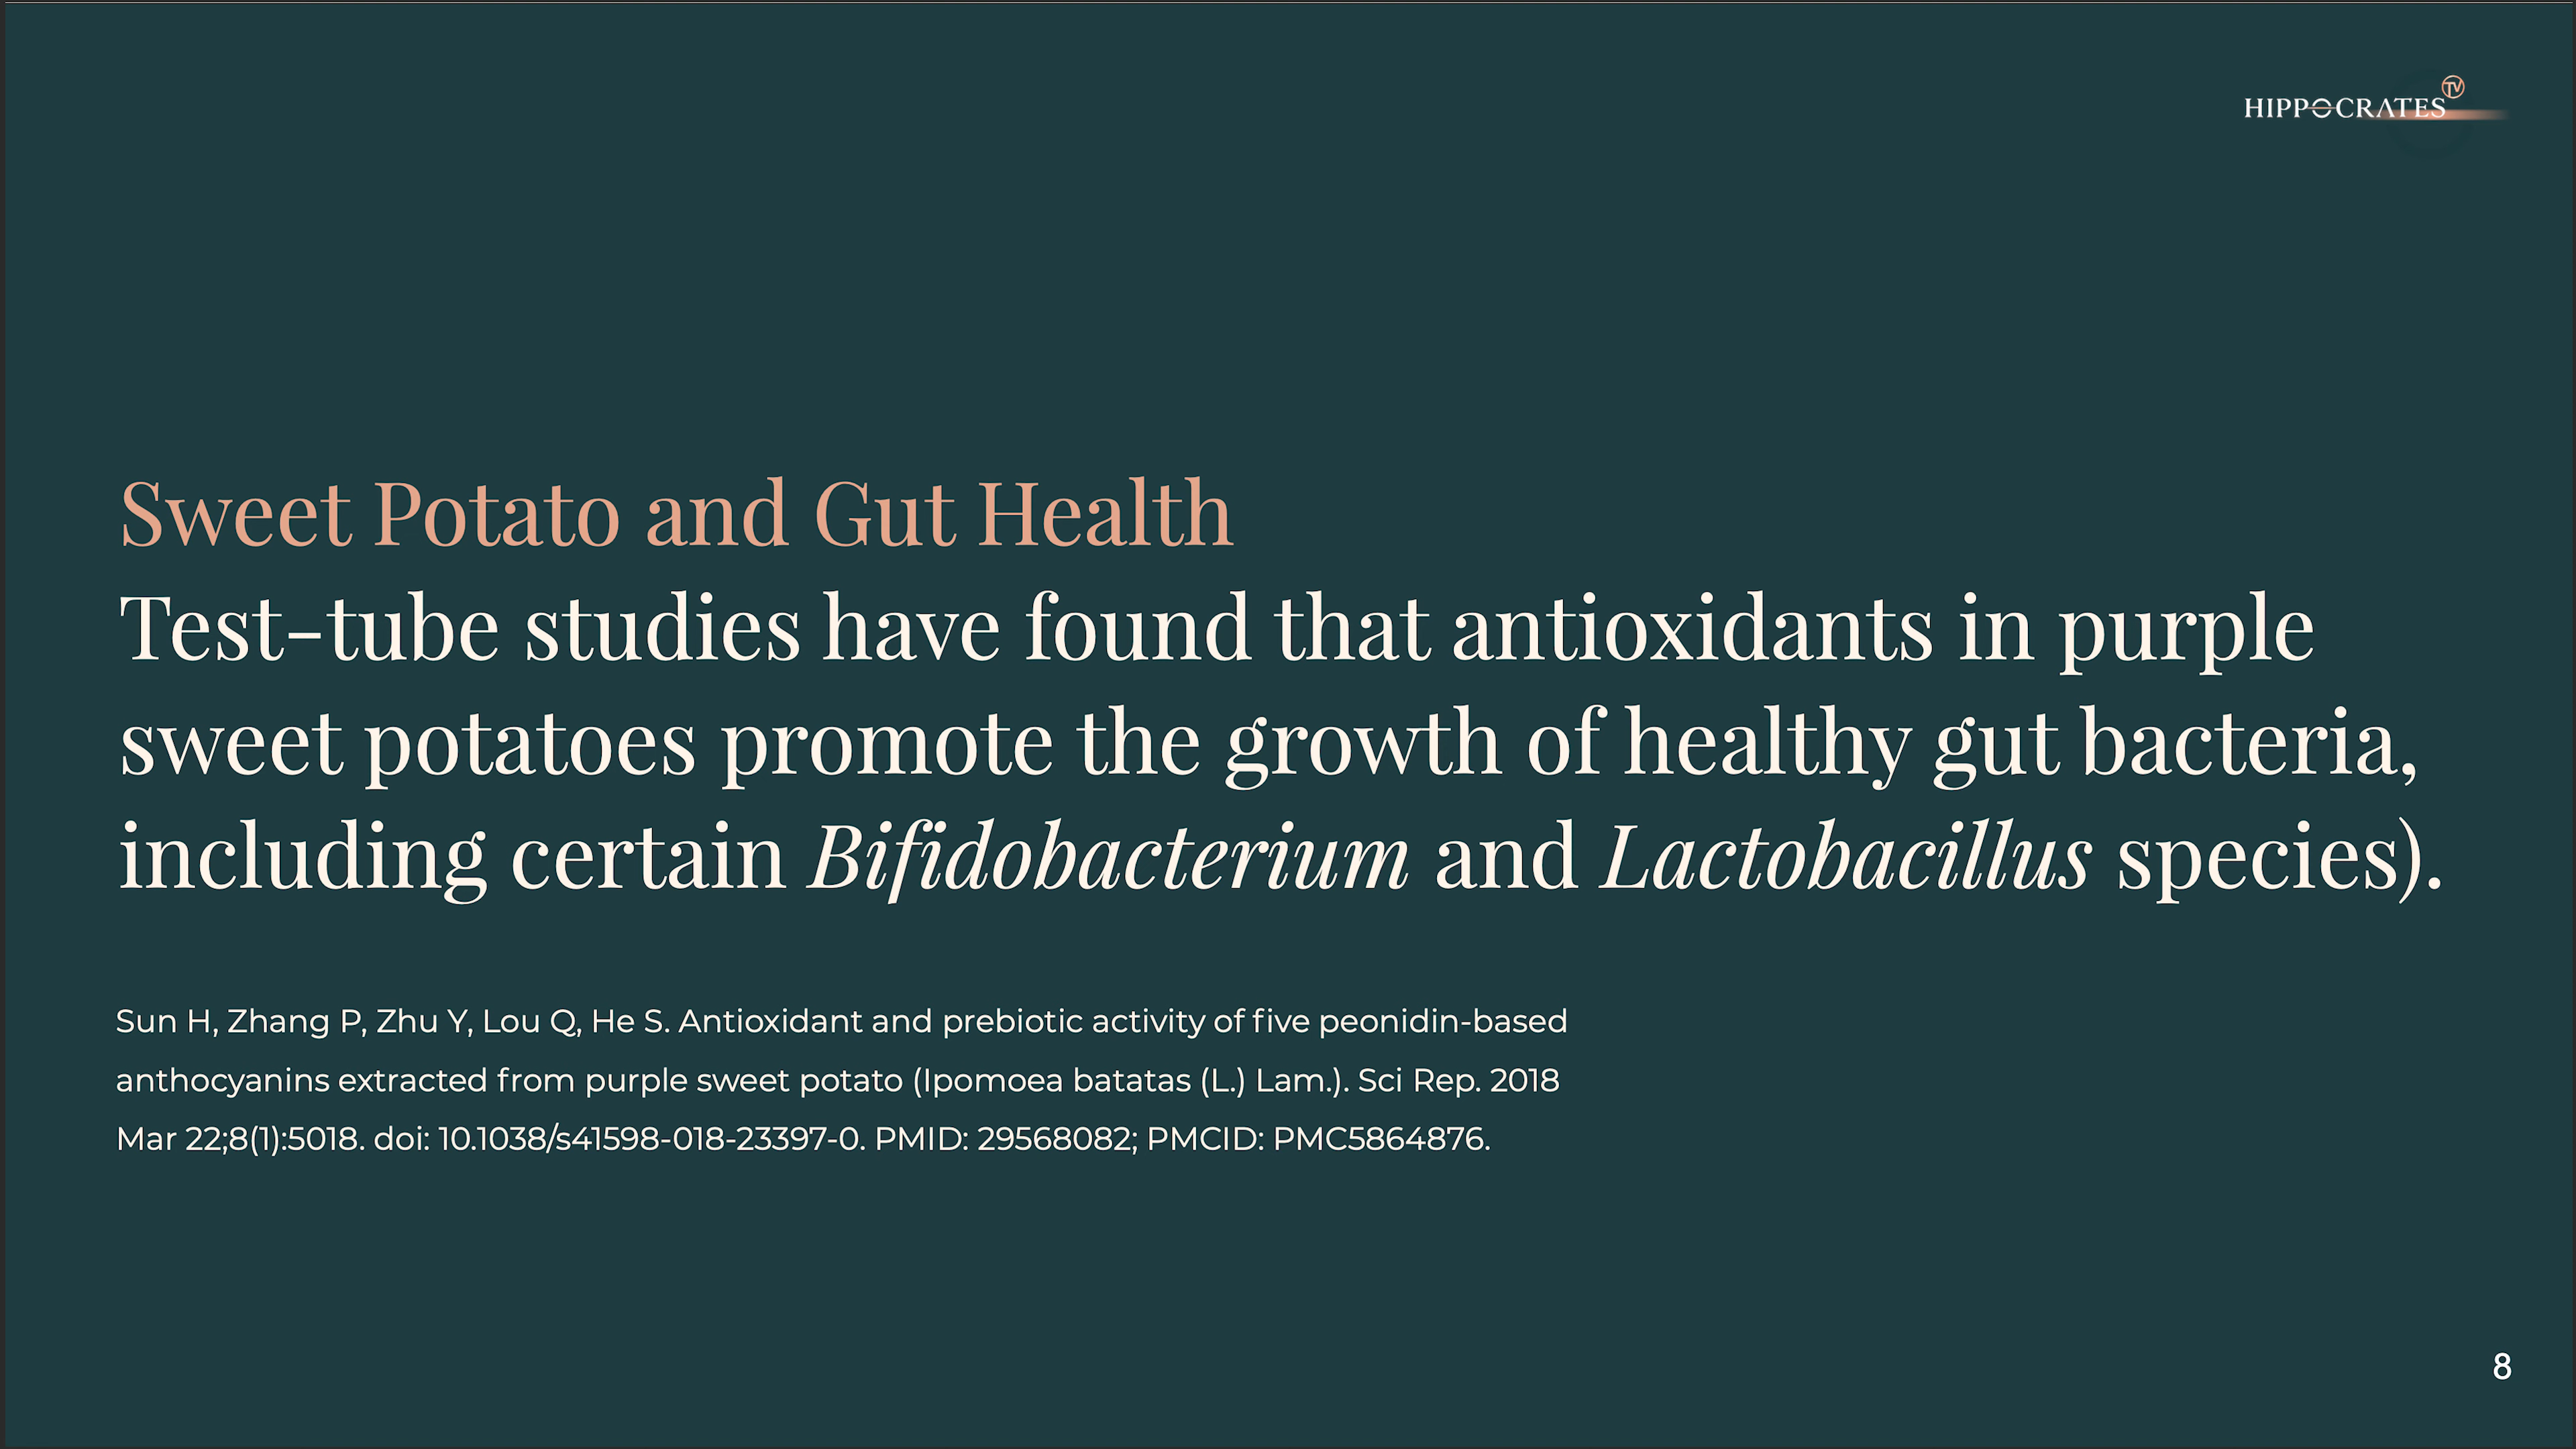 HIPPOCRATES TV
Sweet Potato and Gut Health
Test-tube studies have found that antioxidants in purple
sweet potatoes promote the growth of healthy gut bacteria,
including certain Bifidobacterium and Lactobacillus species).
Sun H, Zhang P, Zhu Y, Lou Q, He S. Antioxidant and prebiotic activity of five peonidin-based
anthocyanins extracted from purple sweet potato (Ipomoea batatas (L.) Lam.). Sci Rep. 2018
Mar 22;8(1):5018. doi: 10.1038/s41598-018-23397-0. PMID: 29568082; PMCID: PMC5864876.
8